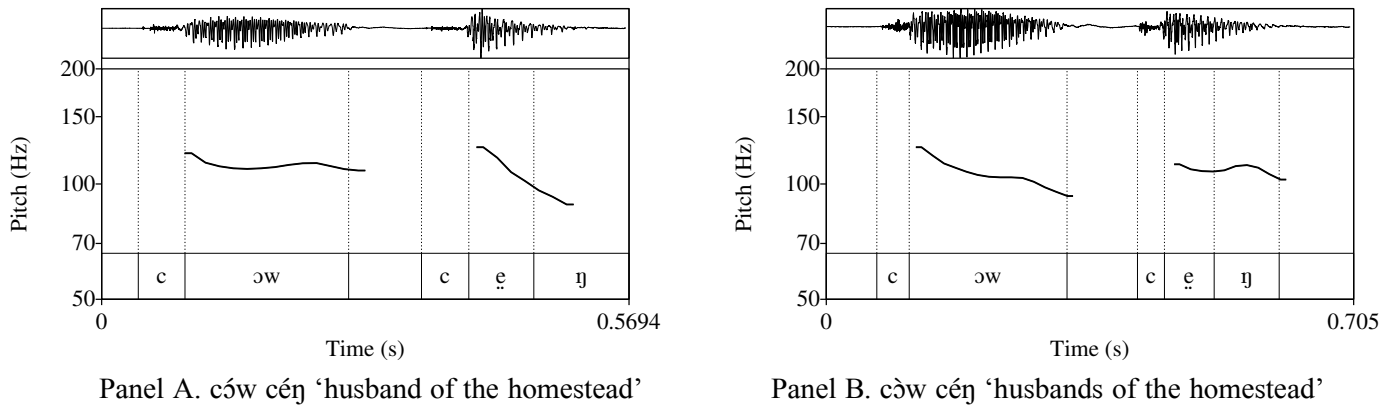 200
150
100
70
50
Pitch (Hz)
c ɔw c e̤ ŋ
0 0.5694
Time (s)
Panel A. cɔ́w céŋ ‘husband of the homestead’
200
150
100
70
50
Pitch (Hz)
c ɔw c e̤ ŋ
0 0.705
Time (s)
Panel B. cɔ̀w céŋ ‘husbands of the homestead’